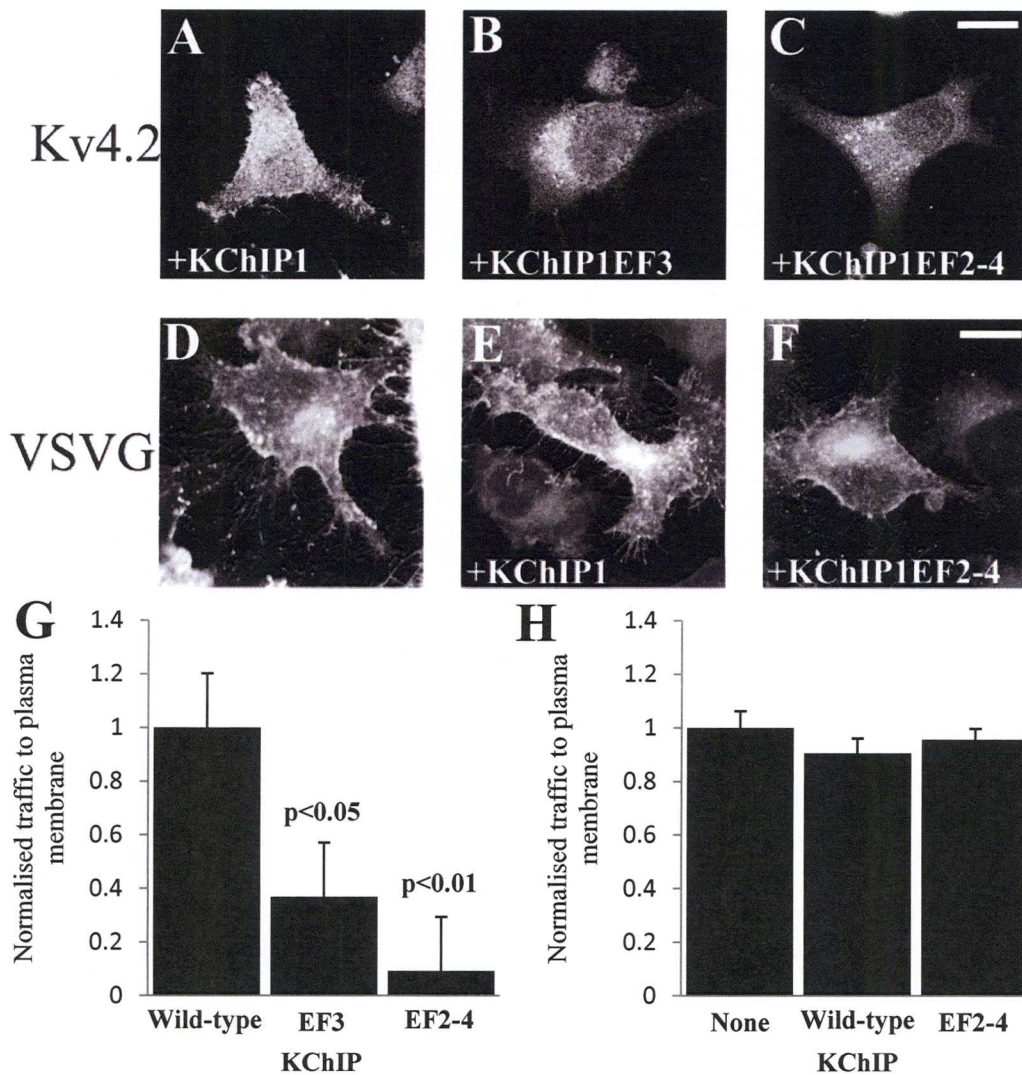 Kv4.2
A
+KChIP1
B
+KChIP1EF3
C
+KChIP1EF2-4
VSVG
D
E
+KChIP1
F
+KChIP1EF2-4
G
Normalised traffic to plasma
membrane
1.4
1.2
1
0.8
0.6
0.4
0.2
0
p<0.05
p<0.01
Wild-type EF3 EF2-4
KChIP
H
Normalised traffic to plasma
membrane
1.4
1.2
1
0.8
0.6
0.4
0.2
0
None Wild-type EF2-4
KChIP